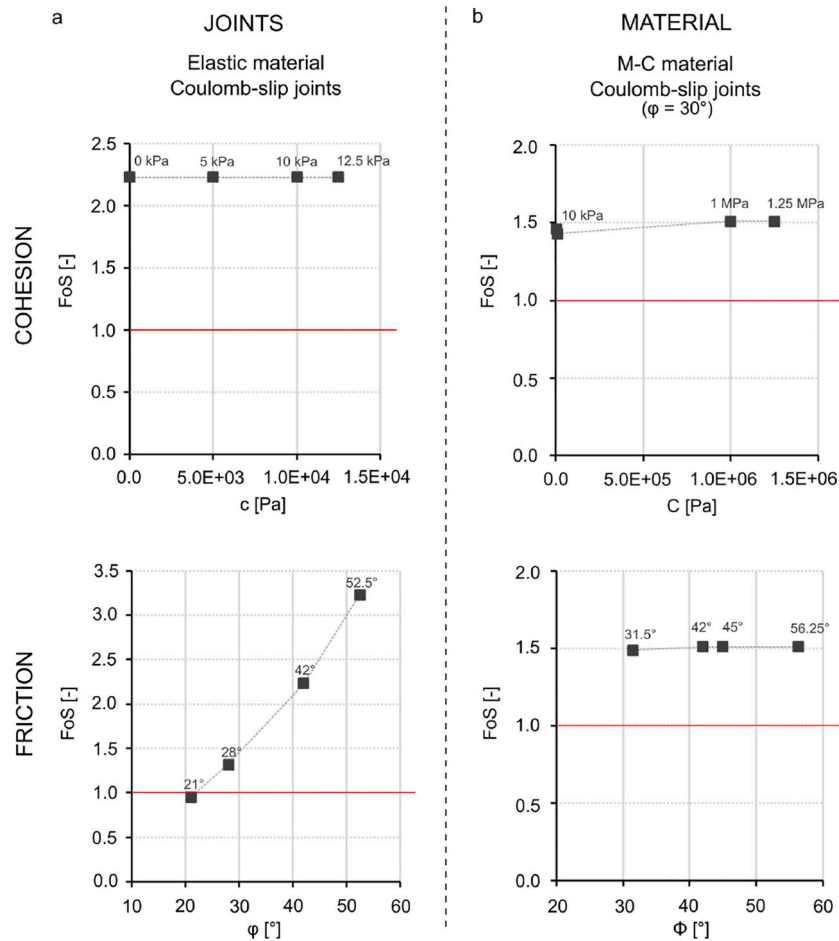 a
JOINTS
b
MATERIAL
Elastic material
Coulomb-slip joints
M-C material
Coulomb-slip joints
(φ = 30°)
COHESION
FoS [-]
2.5
2.0
1.5
1.0
0.5
0.0
0 kPa
5 kPa
10 kPa
12.5 kPa
0.0
5.0E+03
1.0E+04
1.5E+04
c [Pa]
FoS [-]
2.0
1.5
1.0
0.5
0.0
10 kPa
1 MPa
1.25 MPa
0.0
5.0E+05
1.0E+06
1.5E+06
C [Pa]
FRICTION
FoS [-]
3.5
3.0
2.5
2.0
1.5
1.0
0.5
0.0
52.5°
42°
28°
21°
10
20
30
40
50
60
φ [°]
FoS [-]
2.0
1.5
1.0
0.5
0.0
31.5°
42°
45°
56.25°
20
30
40
50
60
Φ [°]